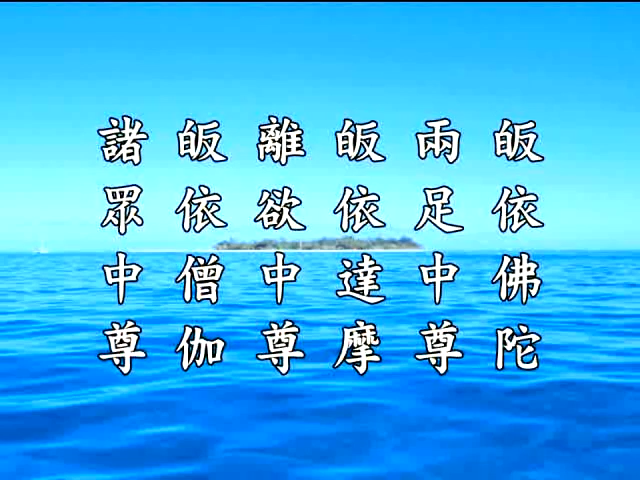 皈依佛陀
兩足中尊
皈依達摩
離欲中尊
皈依僧伽
諸眾中尊